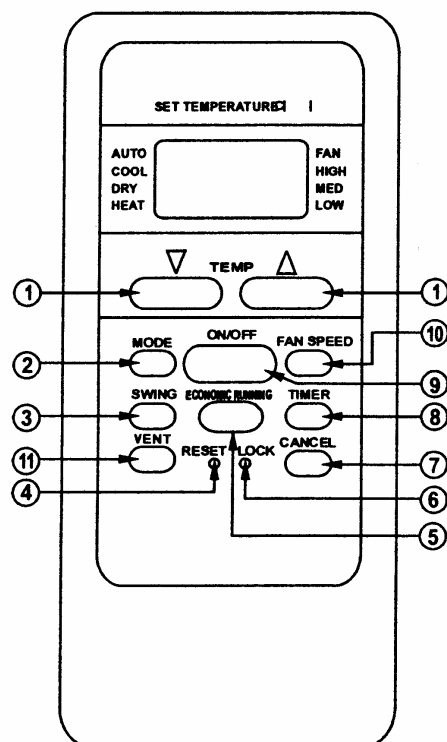 SET TEMPERATURE
AUTO FAN
COOL HIGH
DRY MED
HEAT LOW
▽ TEMP △
1 1
ON/OFF
MODE FAN SPEED
10
2
9
SWING ECONOMIC RUNNING TIMER
3 8
VENT RESET LOCK CANCEL
11 7
4 6
5